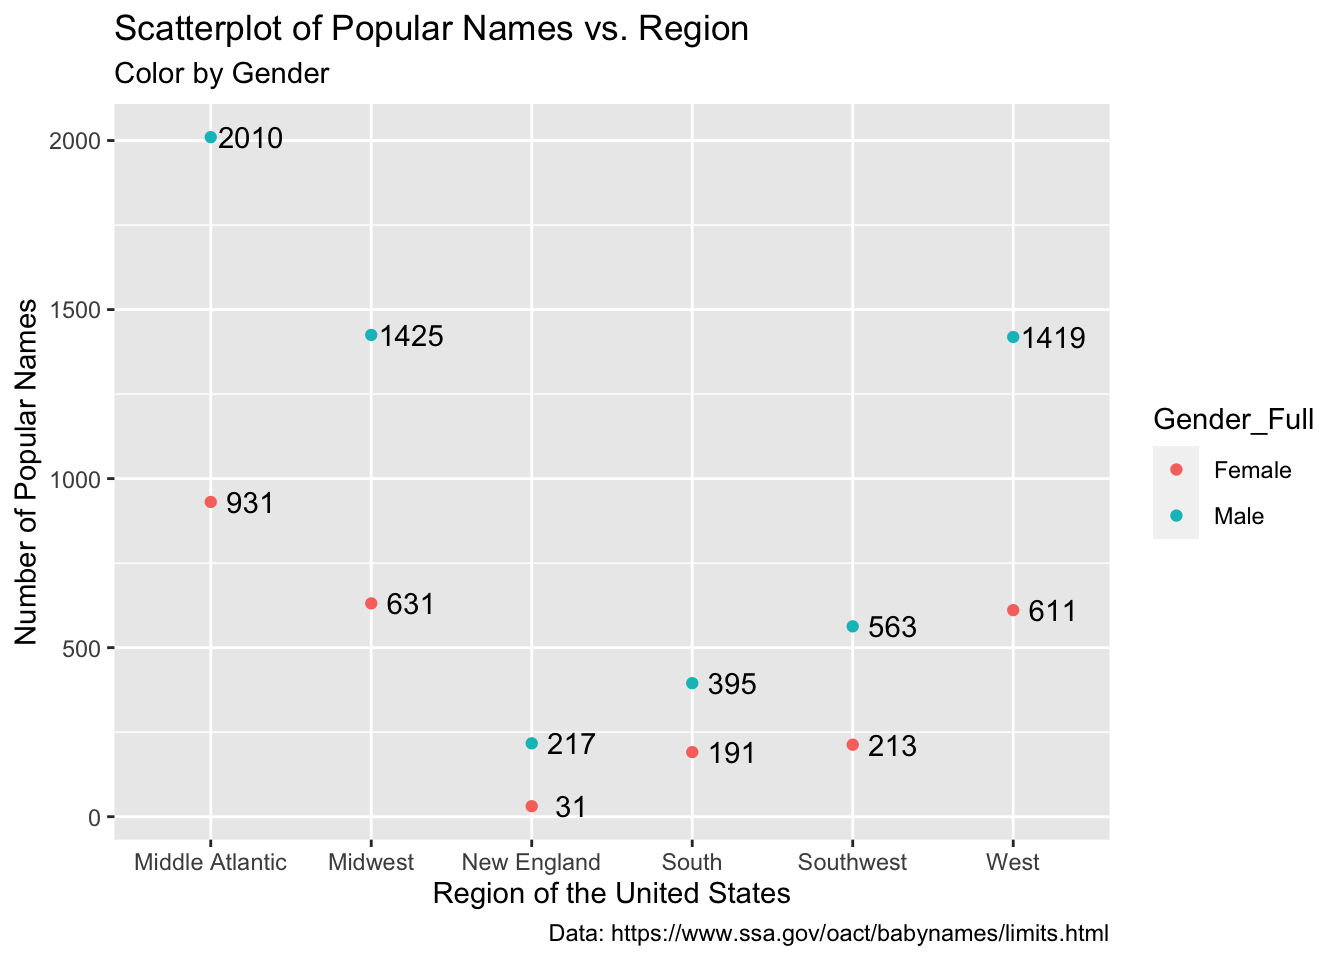 Scatterplot of Popular Names vs. Region
Color by Gender
Number of Popular Names
2000
1500
1000
500
0
2010
931
1425
631
217
31
395
191
563
213
1419
611
Middle Atlantic
Midwest
New England
South
Southwest
West
Region of the United States
Gender_Full
Female
Male
Data: https://www.ssa.gov/oact/babynames/limits.html